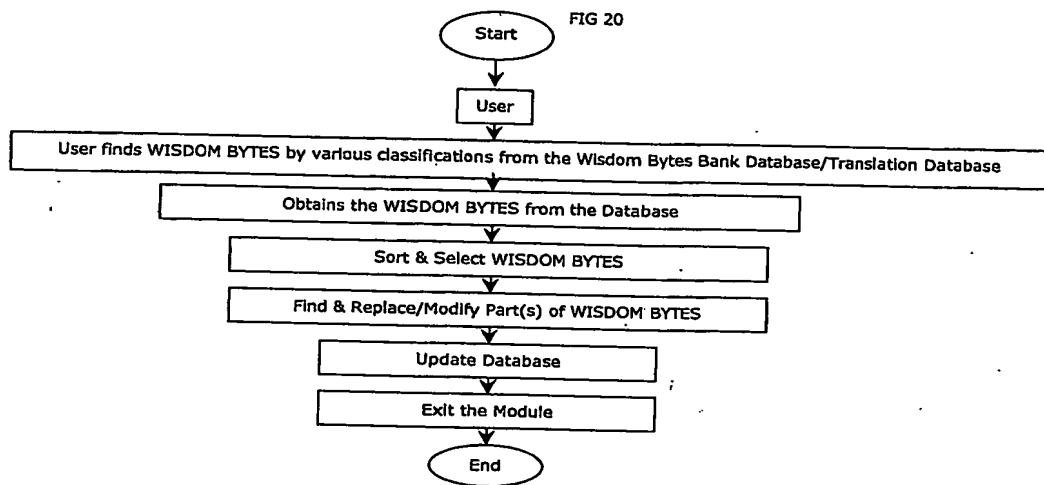 FIG 20
Start
User
User finds WISDOM BYTES by various classifications from the Wisdom Bytes Bank Database/Translation Database
Obtains the WISDOM BYTES from the Database
Sort & Select WISDOM BYTES
Find & Replace/Modify Part(s) of WISDOM BYTES
Update Database
Exit the Module
End